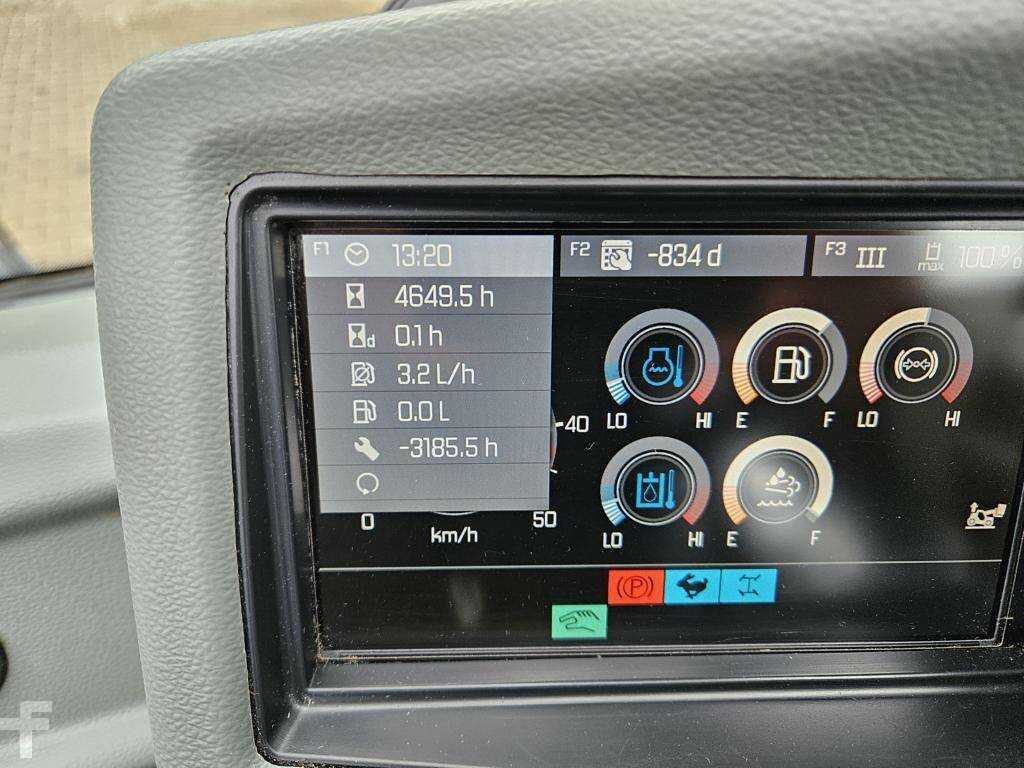 F1 13:20
F2 -834 d
F3 III max 100%
4649.5 h
d 0.1 h
3.2 L/h
0.0 L
-3185.5 h
40
0 km/h 50
LO HI E F LO HI
LO HI E F
(P)
F